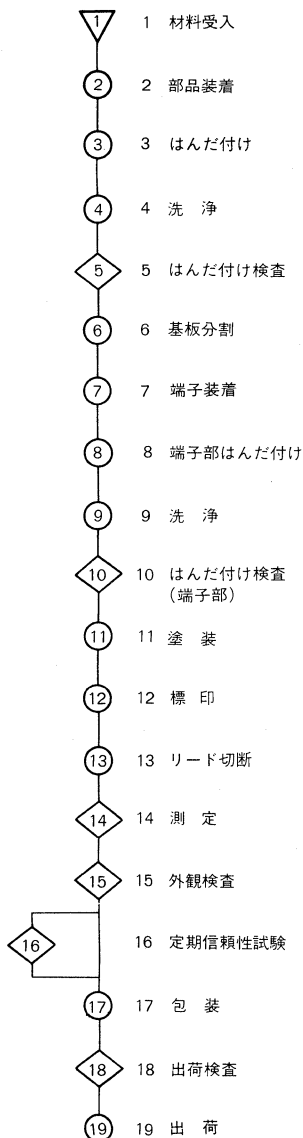 1 1 材料受入
2 2 部品装着
3 3 はんだ付け
4 4 洗 浄
5 5 はんだ付け検査
6 6 基板分割
7 7 端子装着
8 8 端子部はんだ付け
9 9 洗 浄
10 10 はんだ付け検査
(端子部)
11 11 塗 装
12 12 標 印
13 13 リード切断
14 14 測 定
15 15 外観検査
16 16 定期信頼性試験
17 17 包 装
18 18 出荷検査
19 19 出 荷